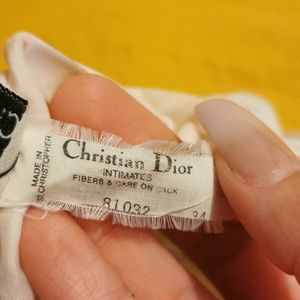 MADE IN
ST.CHRISTOPHER
Christian Dior
INTIMATES
FIBERS & CARE ON BACK
81032 34